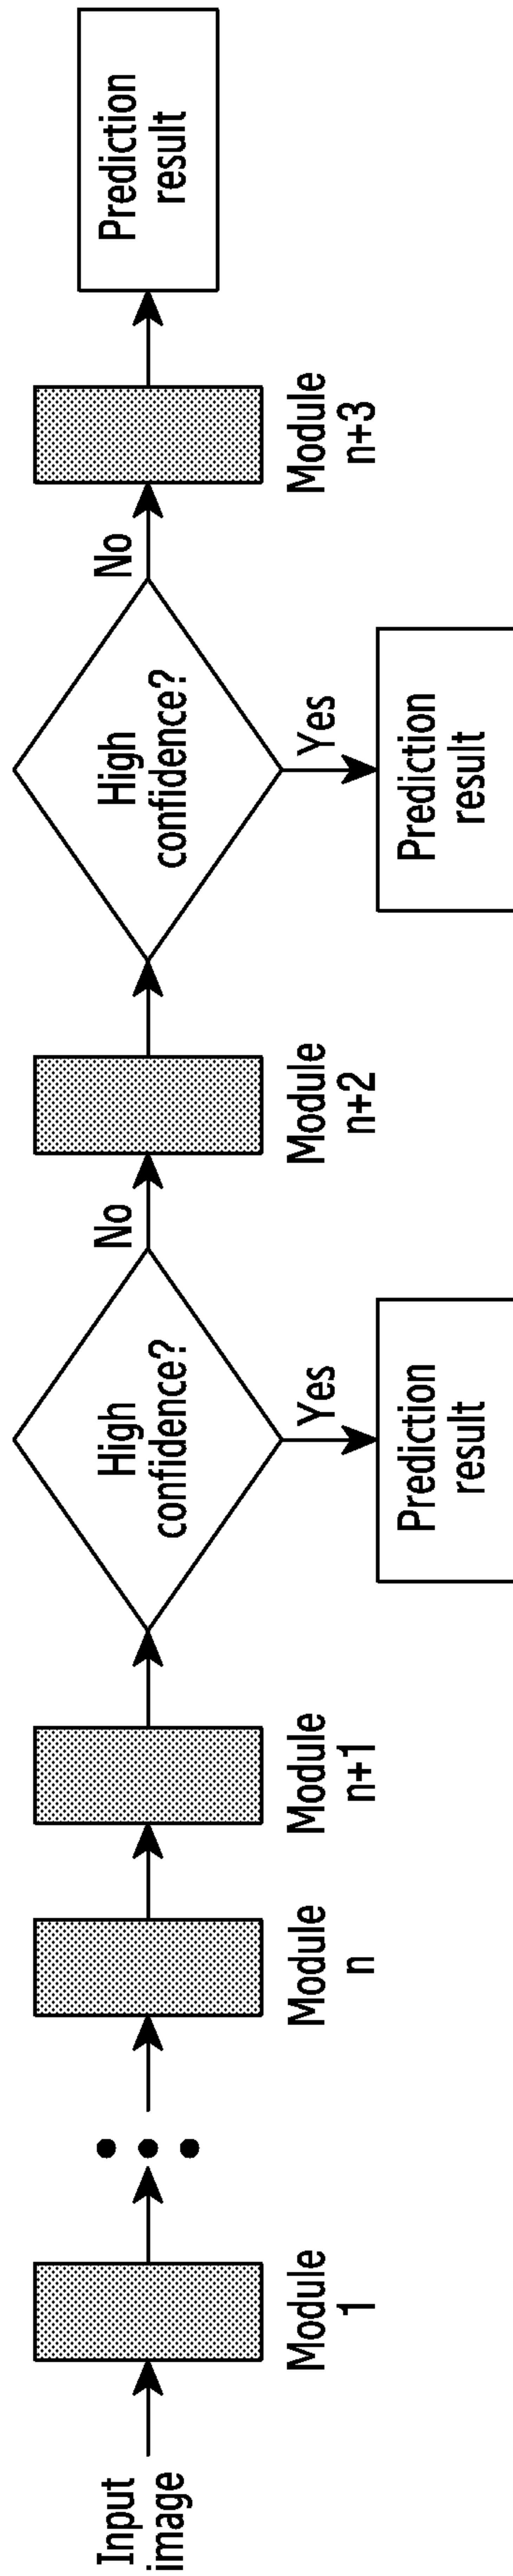 Input
image
Module
1
Module
n
Module
n+1
High
confidence?
Yes
Prediction
result
No
Module
n+2
High
confidence?
Yes
Prediction
result
No
Module
n+3
Prediction
result